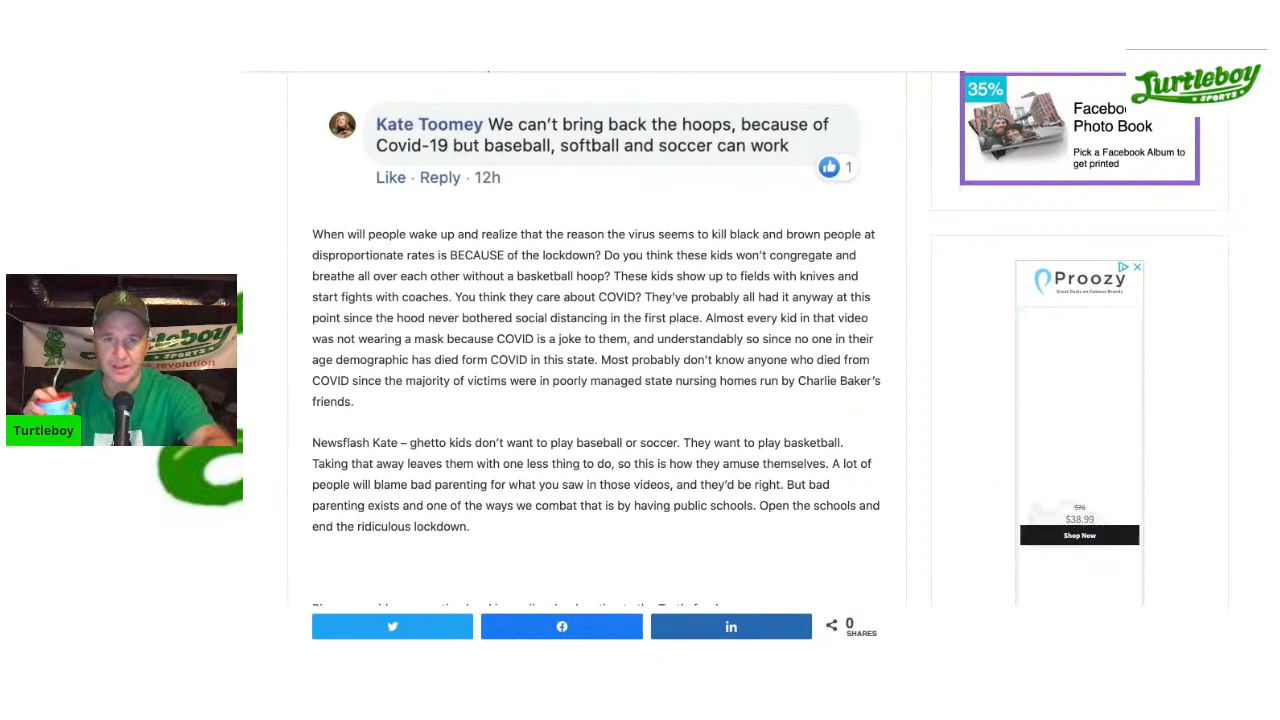 Turtleboy
SPORTS
35%
Facebo
Photo Book
Pick a Facebook Album to
get printed
Kate Toomey We can't bring back the hoops, because of
Covid-19 but baseball, softball and soccer can work
1
Like · Reply · 12h
When will people wake up and realize that the reason the virus seems to kill black and brown people at
disproportionate rates is BECAUSE of the lockdown? Do you think these kids won't congregate and
breathe all over each other without a basketball hoop? These kids show up to fields with knives and
start fights with coaches. You think they care about COVID? They've probably all had it anyway at this
point since the hood never bothered social distancing in the first place. Almost every kid in that video
was not wearing a mask because COVID is a joke to them, and understandably so since no one in their
age demographic has died form COVID in this state. Most probably don't know anyone who died from
COVID since the majority of victims were in poorly managed state nursing homes run by Charlie Baker's
friends.
Newsflash Kate – ghetto kids don't want to play baseball or soccer. They want to play basketball.
Taking that away leaves them with one less thing to do, so this is how they amuse themselves. A lot of
people will blame bad parenting for what you saw in those videos, and they'd be right. But bad
parenting exists and one of the ways we combat that is by having public schools. Open the schools and
end the ridiculous lockdown.
0
SHARES
Proozy
Great Deals on Famous Brands
$70
$38.99
Shop Now
Turtleboy
SPORTS
revolution
Turtleboy